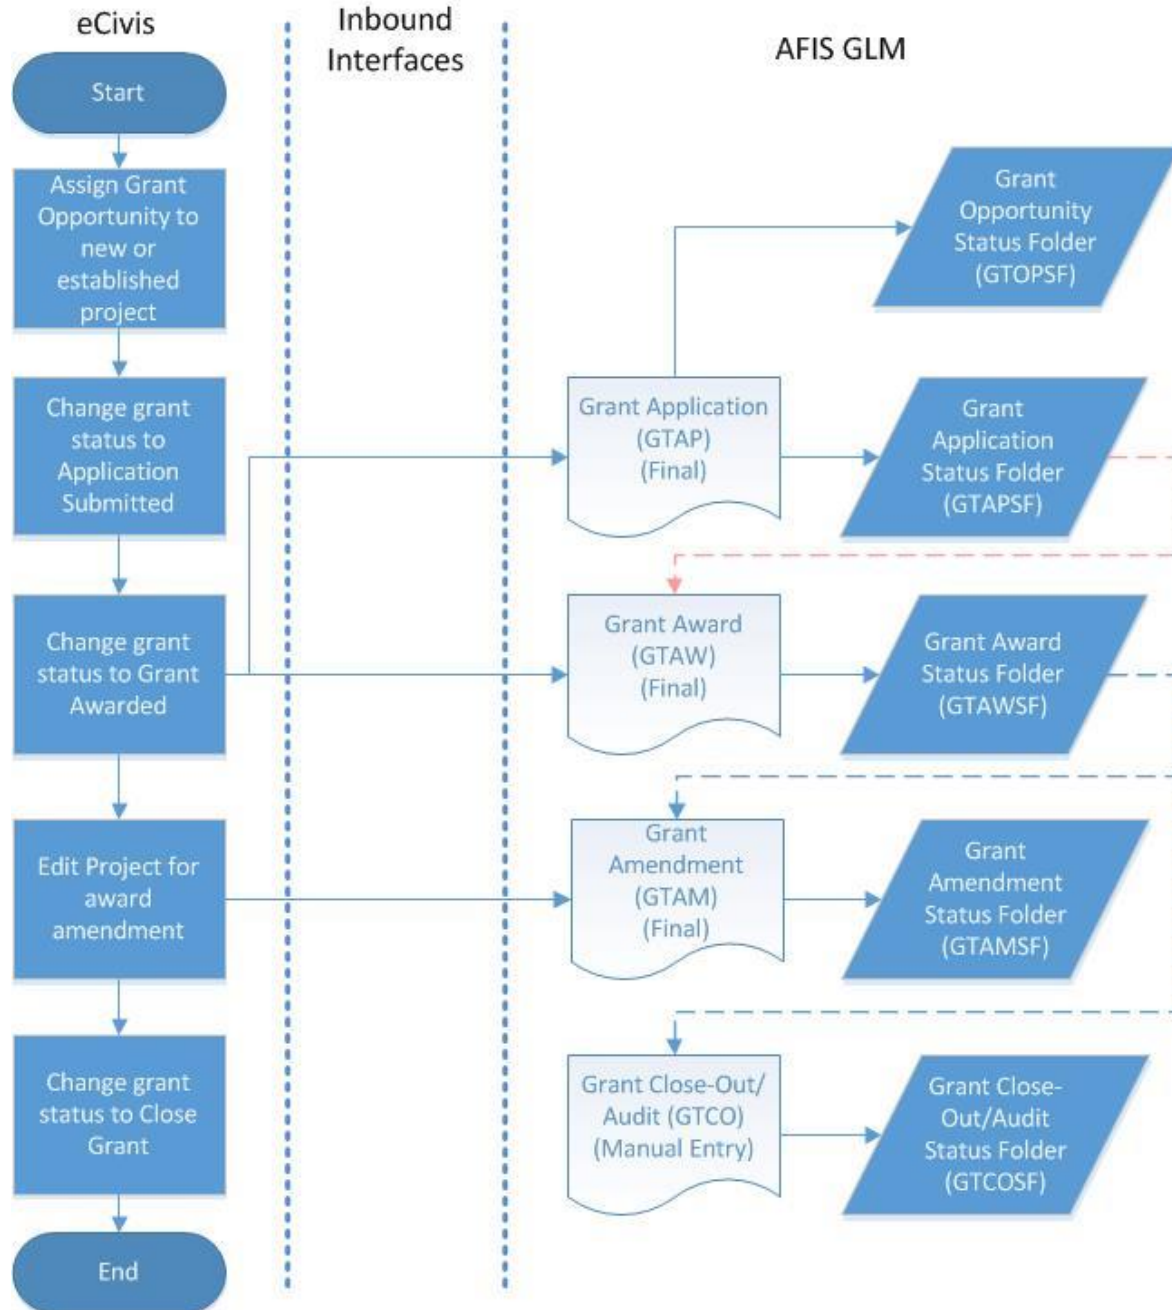 eCivis
Inbound
Interfaces
AFIS GLM
Start
Assign Grant
Opportunity to
new or
established
project
Grant
Opportunity
Status Folder
(GTOPSF)
Change grant
status to
Application
Submitted
Grant Application
(GTAP)
(Final)
Grant
Application
Status Folder
(GTAPSF)
Change grant
status to Grant
Awarded
Grant Award
(GTAW)
(Final)
Grant Award
Status Folder
(GTAWSF)
Edit Project for
award
amendment
Grant
Amendment
(GTAM)
(Final)
Grant
Amendment
Status Folder
(GTAMSF)
Change grant
status to Close
Grant
Grant Close-Out/
Audit (GTCO)
(Manual Entry)
Grant Close-
Out/Audit
Status Folder
(GTCOSF)
End